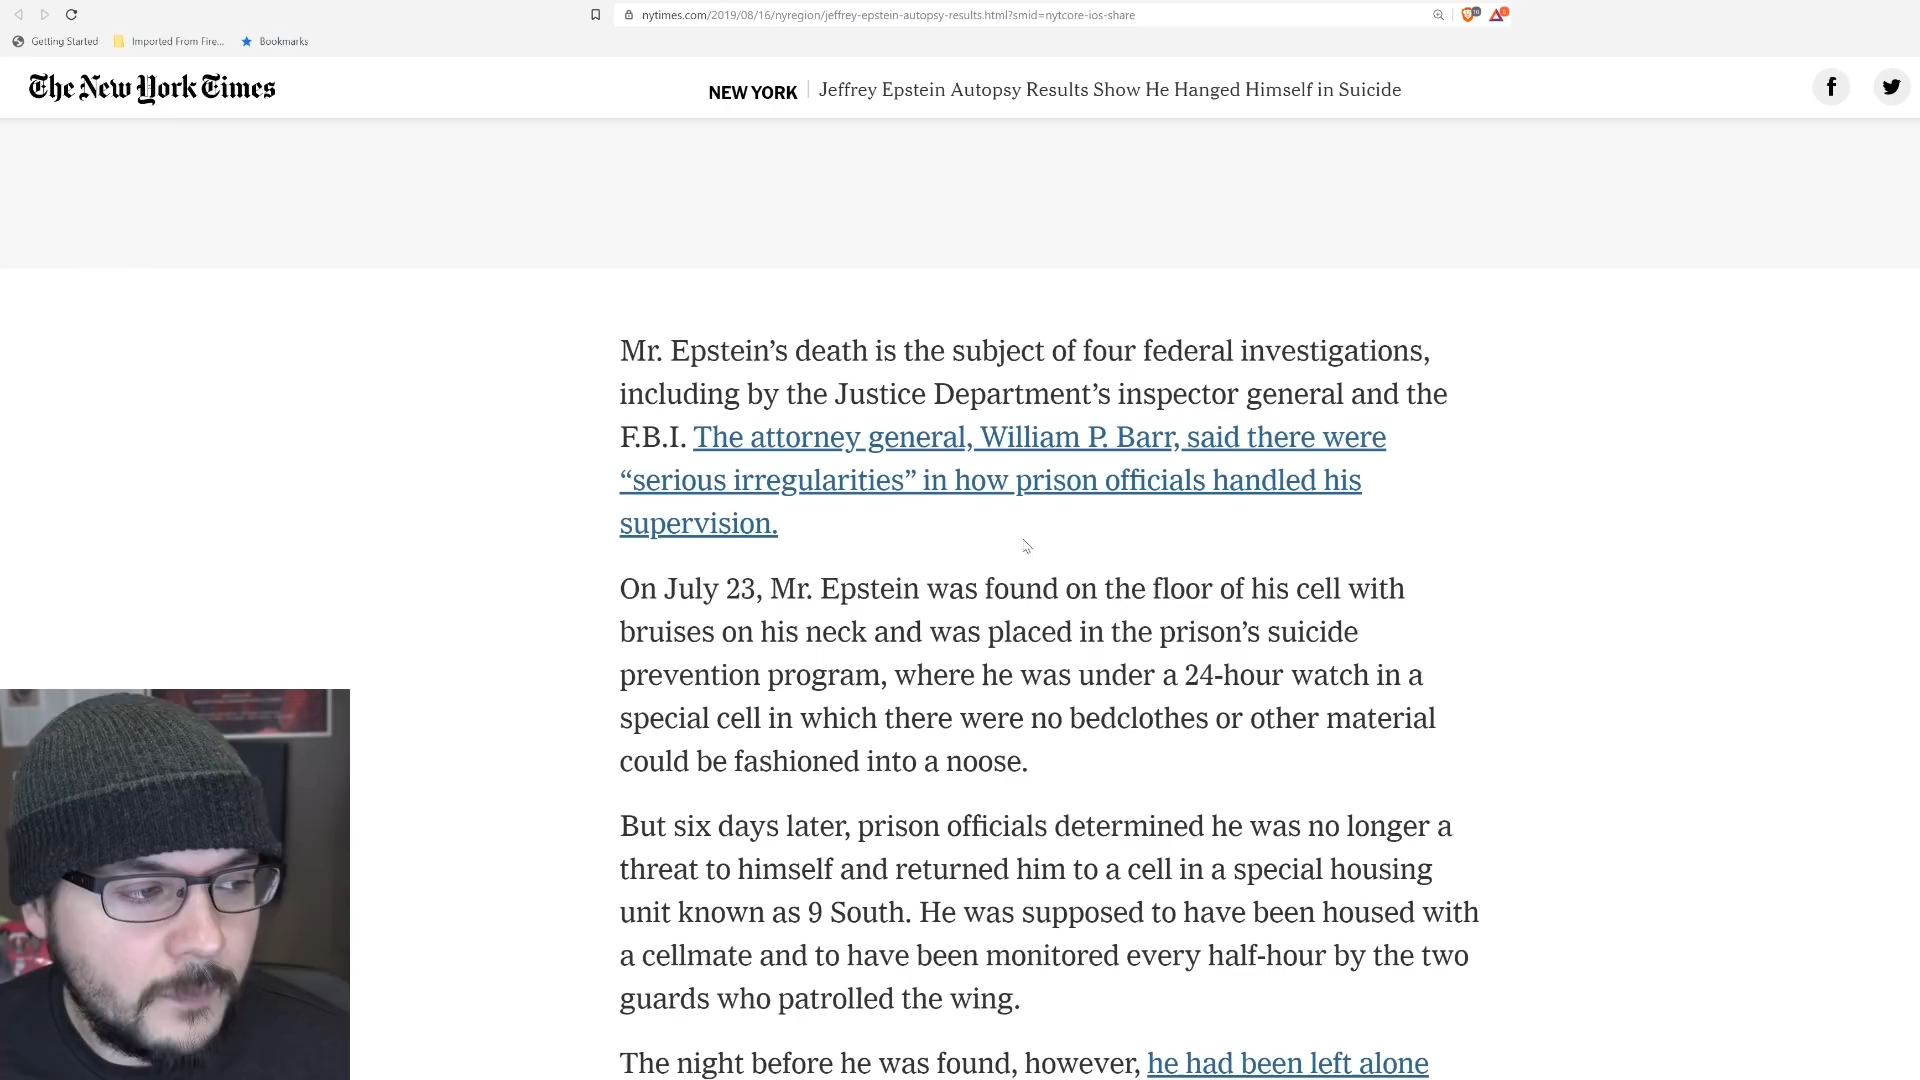 nytimes.com/2019/08/16/nyregion/jeffrey-epstein-autopsy-results.html?smid=nytcore-ios-share
Getting Started
Imported From Fire...
Bookmarks
The New York Times
NEW YORK
Jeffrey Epstein Autopsy Results Show He Hanged Himself in Suicide
Mr. Epstein’s death is the subject of four federal investigations,
including by the Justice Department’s inspector general and the
F.B.I. The attorney general, William P. Barr, said there were
“serious irregularities” in how prison officials handled his
supervision.
On July 23, Mr. Epstein was found on the floor of his cell with
bruises on his neck and was placed in the prison’s suicide
prevention program, where he was under a 24-hour watch in a
special cell in which there were no bedclothes or other material
could be fashioned into a noose.
But six days later, prison officials determined he was no longer a
threat to himself and returned him to a cell in a special housing
unit known as 9 South. He was supposed to have been housed with
a cellmate and to have been monitored every half-hour by the two
guards who patrolled the wing.
The night before he was found, however, he had been left alone